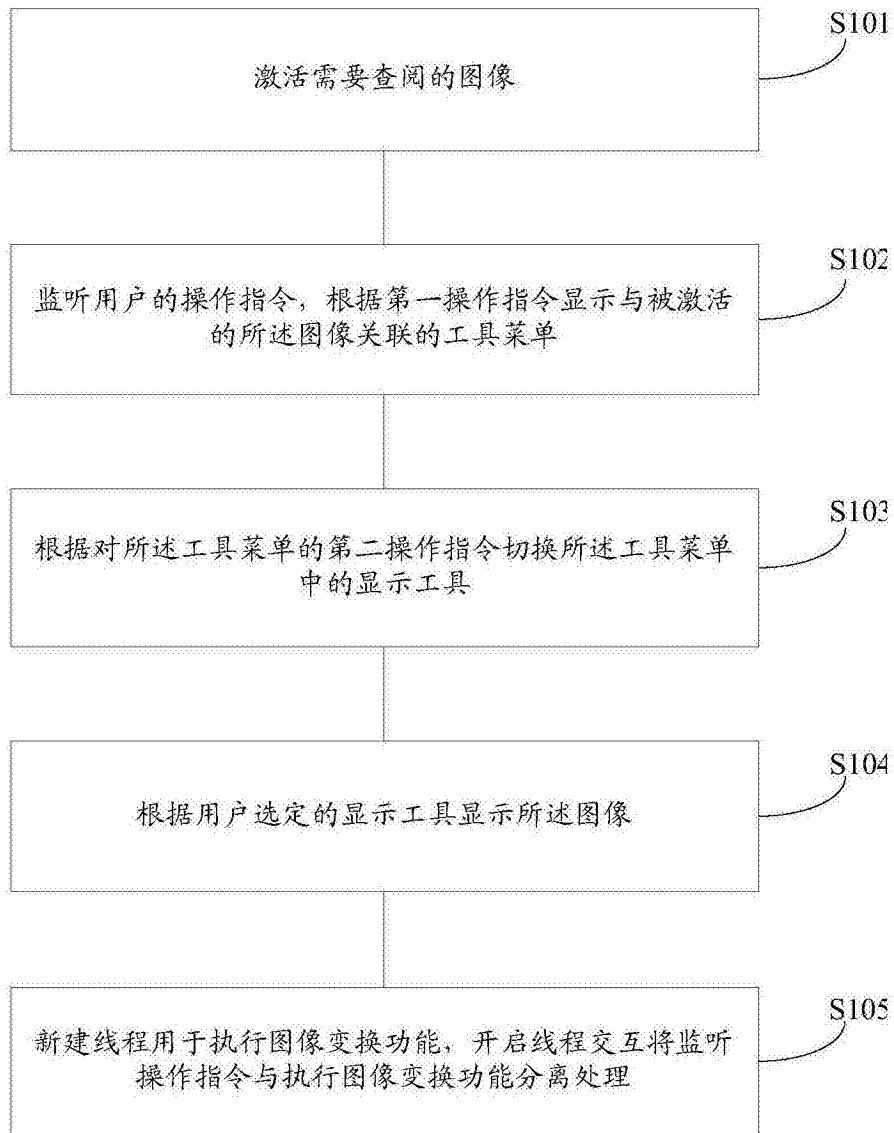 S101
激活需要查阅的图像
S102
监听用户的操作指令，根据第一操作指令显示与被激活
的所述图像关联的工具菜单
S103
根据对所述工具菜单的第二操作指令切换所述工具菜单
中的显示工具
S104
根据用户选定的显示工具显示所述图像
S105
新建线程用于执行图像变换功能，开启线程交互将监听
操作指令与执行图像变换功能分离处理